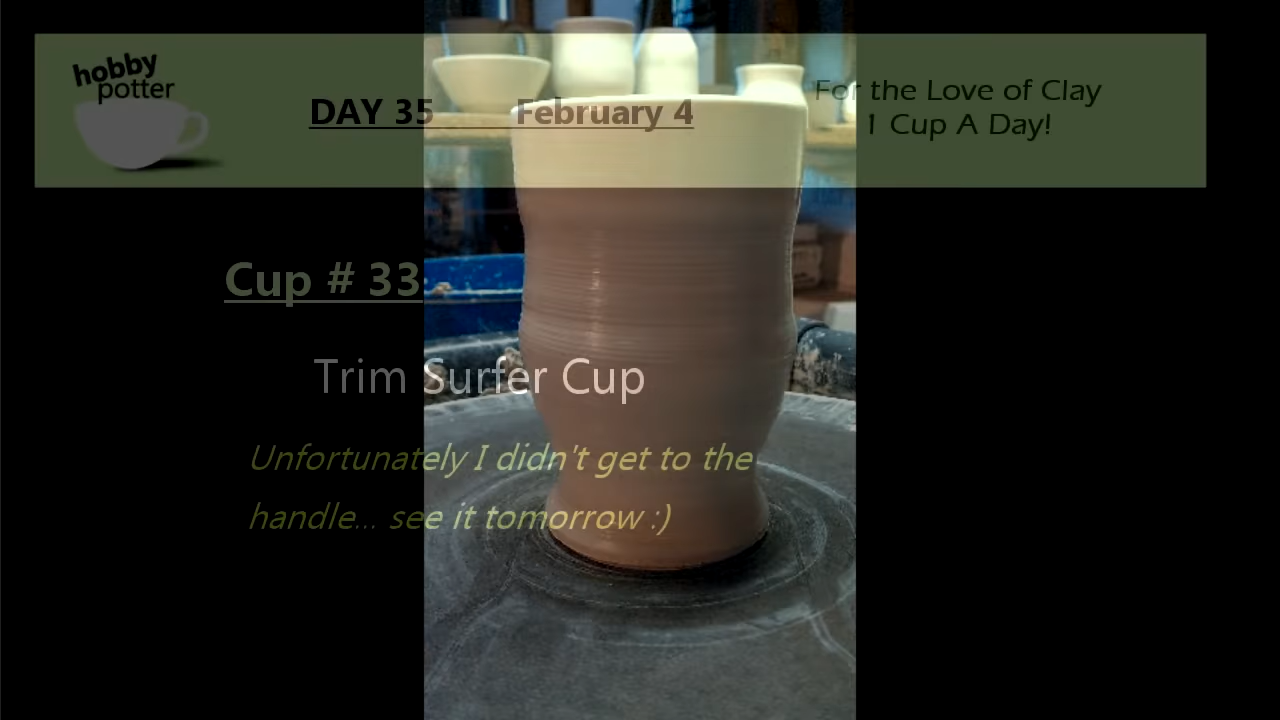 hobby
potter
DAY 35 February 4
For the Love of Clay
1 Cup A Day!
Cup # 33
Trim Surfer Cup
Unfortunately I didn't get to the
handle... see it tomorrow :)